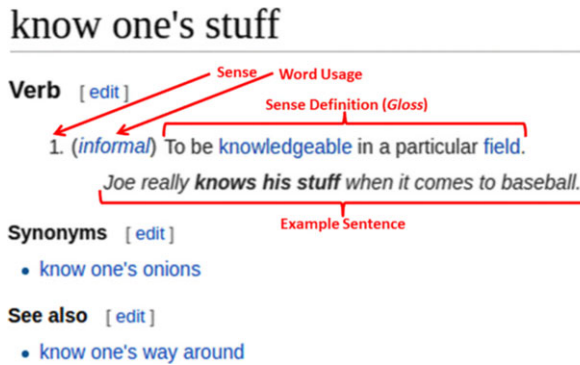 know one's stuff
Sense Word Usage
Verb [ edit ]
Sense Definition (Gloss)
1. (informal) To be knowledgeable in a particular field.
Joe really knows his stuff when it comes to baseball.
Example Sentence
Synonyms [ edit ]
• know one's onions
See also [ edit ]
• know one's way around